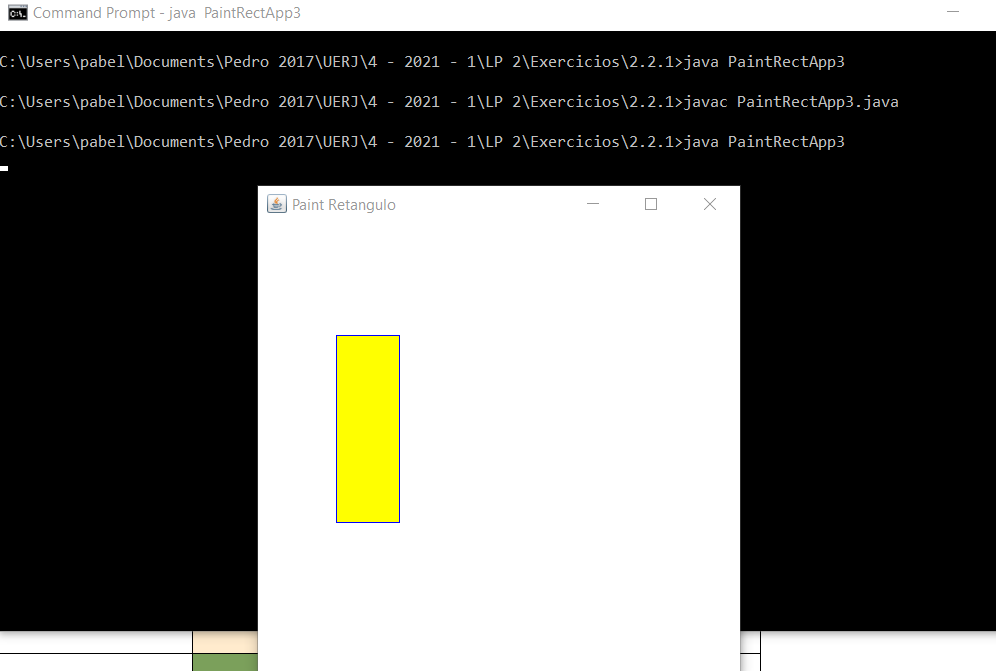 Command Prompt - java  PaintRectApp3
C:\Users\pabel\Documents\Pedro 2017\UERJ\4 - 2021 - 1\LP 2\Exercicios\2.2.1>java PaintRectApp3
C:\Users\pabel\Documents\Pedro 2017\UERJ\4 - 2021 - 1\LP 2\Exercicios\2.2.1>javac PaintRectApp3.java
C:\Users\pabel\Documents\Pedro 2017\UERJ\4 - 2021 - 1\LP 2\Exercicios\2.2.1>java PaintRectApp3
Paint Retangulo